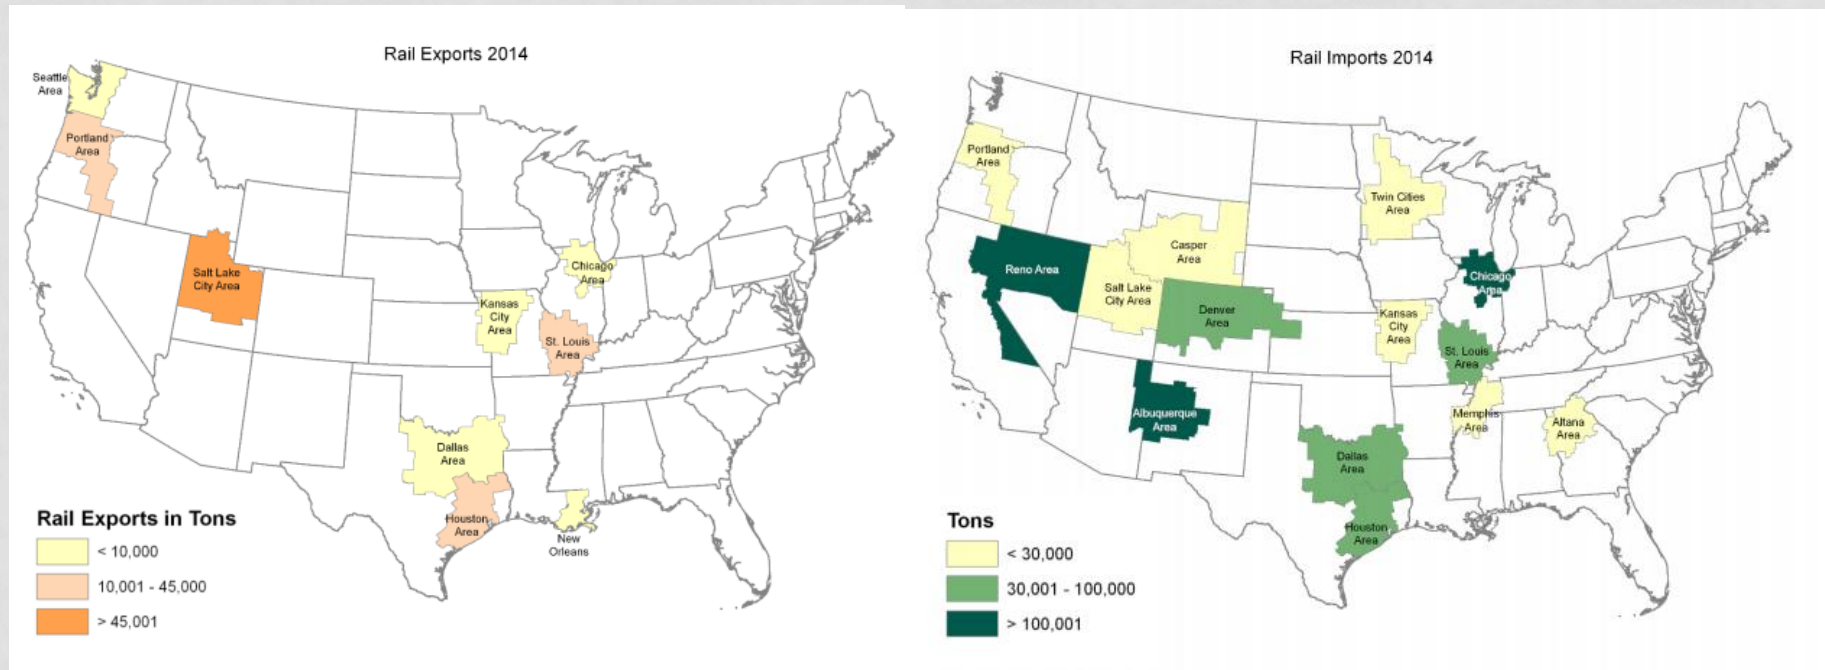 Rail Exports 2014
Seattle
Area
Portland
Area
Salt Lake
City Area
Chicago
Area
Kansas
City
Area
St. Louis
Area
Dallas
Area
Houston
Area
New
Orleans
Rail Exports in Tons
< 10,000
10,001 - 45,000
> 45,001
Rail Imports 2014
Portland
Area
Twin Cities
Area
Casper
Area
Reno Area
Salt Lake
City Area
Chicago
Area
Denver
Area
Kansas
City
Area
St. Louis
Area
Albuquerque
Area
Memphis
Area
Altana
Area
Dallas
Area
Houston
Area
Tons
< 30,000
30,001 - 100,000
> 100,001